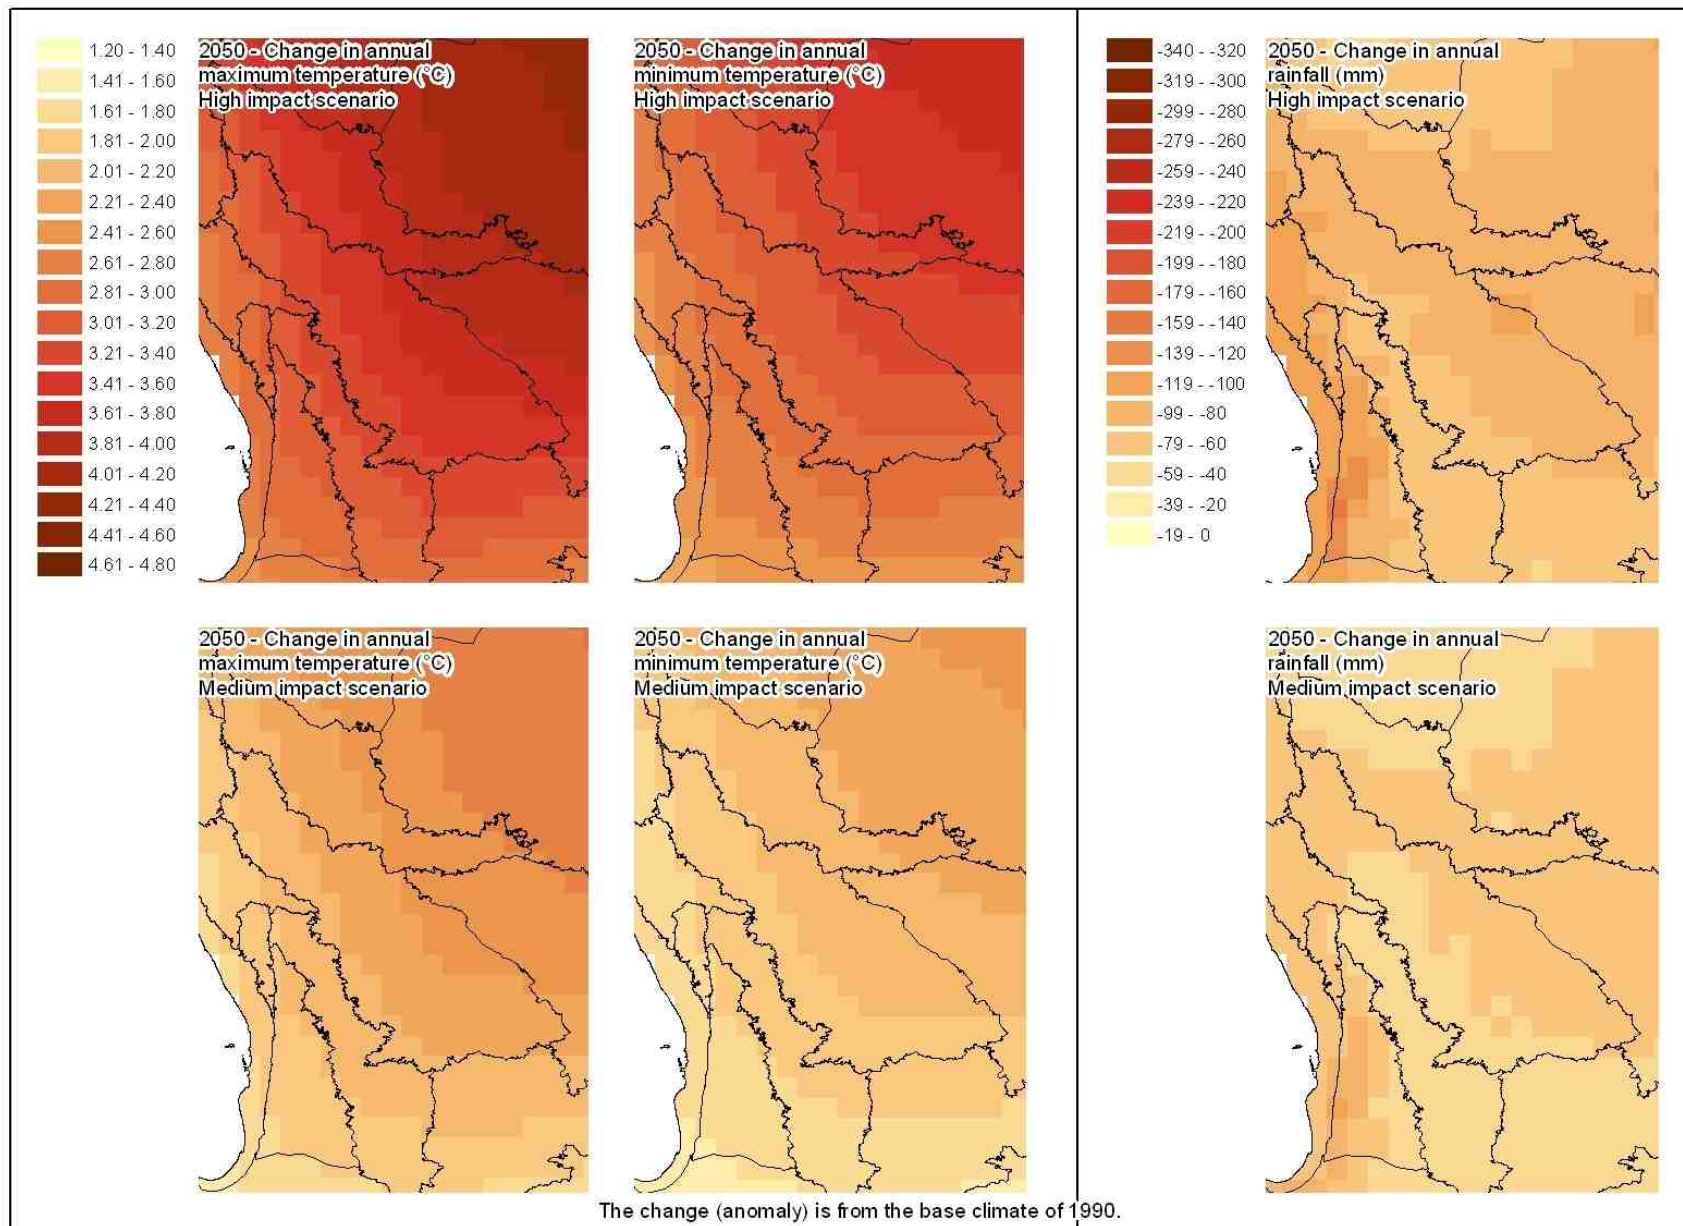 1.20 - 1.40
1.41 - 1.60
1.61 - 1.80
1.81 - 2.00
2.01 - 2.20
2.21 - 2.40
2.41 - 2.60
2.61 - 2.80
2.81 - 3.00
3.01 - 3.20
3.21 - 3.40
3.41 - 3.60
3.61 - 3.80
3.81 - 4.00
4.01 - 4.20
4.21 - 4.40
4.41 - 4.60
4.61 - 4.80
2050 - Change in annual
maximum temperature (°C)
High impact scenario
2050 - Change in annual
minimum temperature (°C)
High impact scenario
-340 - -320
-319 - -300
-299 - -280
-279 - -260
-259 - -240
-239 - -220
-219 - -200
-199 - -180
-179 - -160
-159 - -140
-139 - -120
-119 - -100
-99 - -80
-79 - -60
-59 - -40
-39 - -20
-19 - 0
2050 - Change in annual
rainfall (mm)
High impact scenario
2050 - Change in annual
maximum temperature (°C)
Medium impact scenario
2050 - Change in annual
minimum temperature (°C)
Medium impact scenario
2050 - Change in annual
rainfall (mm)
Medium impact scenario
The change (anomaly) is from the base climate of 1990.